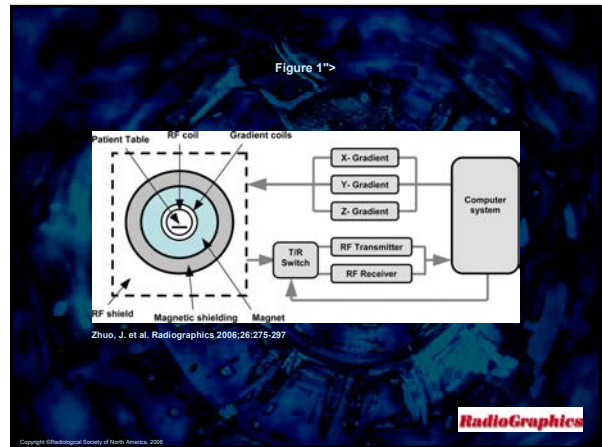 Figure 1">
Patient Table
RF coil
Gradient coils
X- Gradient
Y- Gradient
Z- Gradient
Computer
system
T/R
Switch
RF Transmitter
RF Receiver
RF shield
Magnetic shielding
Magnet
Zhuo, J. et al. Radiographics 2006;26:275-297
RadioGraphics
Copyright ©Radiological Society of North America, 2006